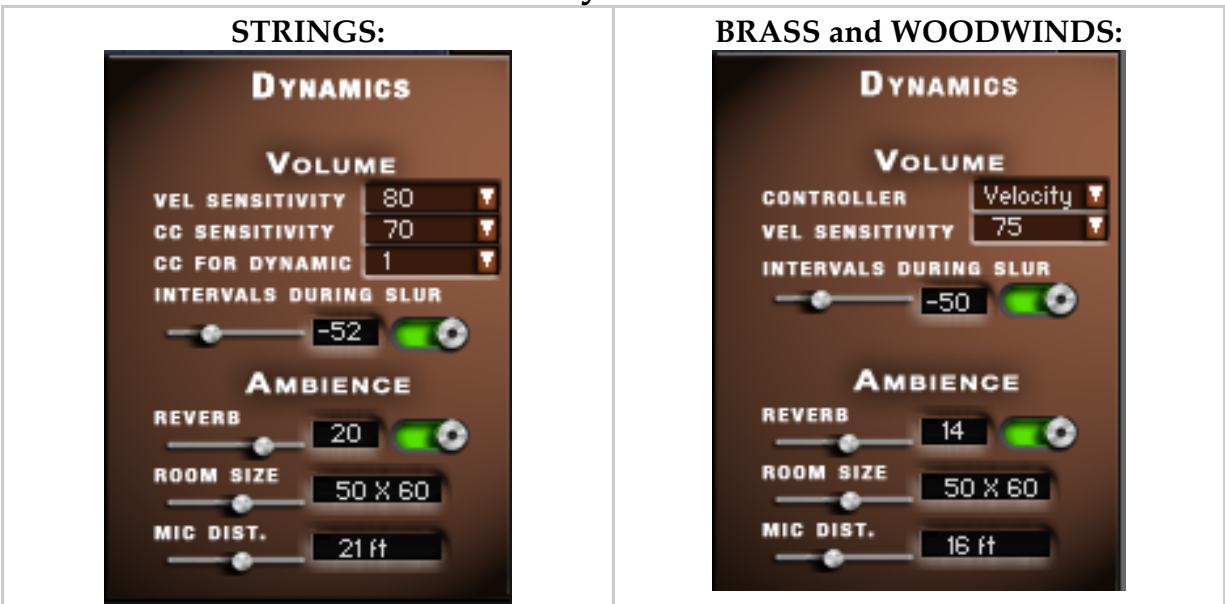 STRINGS:
DYNAMICS
VOLUME
VEL SENSITIVITY 80
CC SENSITIVITY 70
CC FOR DYNAMIC 1
INTERVALS DURING SLUR
-52
AMBIENCE
REVERB
20
ROOM SIZE
50 X 60
MIC DIST.
21 ft
BRASS and WOODWINDS:
DYNAMICS
VOLUME
CONTROLLER Velocity
VEL SENSITIVITY 75
INTERVALS DURING SLUR
-50
AMBIENCE
REVERB
14
ROOM SIZE
50 X 60
MIC DIST.
16 ft